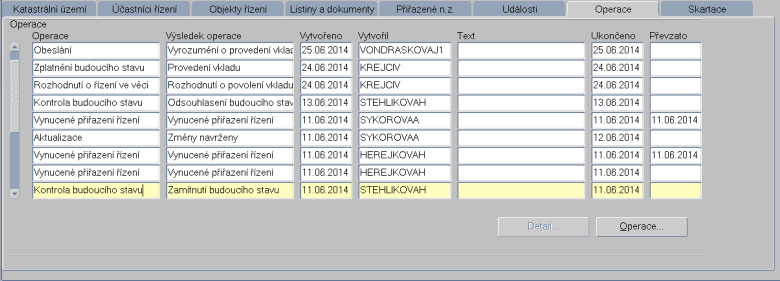 Katastrální území Účastníci řízení Objekty řízení Listiny a dokumenty Přiřazené n.z. Události Operace Skartace
Operace
Operace Výsledek operace Vytvořeno Vytvořil Text Ukončeno Převzato
Obeslání Vyrozumění o provedení vklad 25.06.2014 VONDRASKOVAJ1 25.06.2014
Zplatnění budoucího stavu Provedení vkladu 24.06.2014 KREJCIV 24.06.2014
Rozhodnutí o řízení ve věci Rozhodnutí o povolení vkladu 24.06.2014 KREJCIV 24.06.2014
Kontrola budoucího stavu Odsouhlasení budoucího stav 13.06.2014 STEHLIKOVAH 13.06.2014
Vynucené přiřazení řízení Vynucené přiřazení řízení 11.06.2014 SYKOROVAA 11.06.2014 11.06.2014
Aktualizace Změny navrženy 11.06.2014 SYKOROVAA 12.06.2014
Vynucené přiřazení řízení Vynucené přiřazení řízení 11.06.2014 HEREJKOVAH 11.06.2014 11.06.2014
Vynucené přiřazení řízení Vynucené přiřazení řízení 11.06.2014 HEREJKOVAH 11.06.2014
Kontrola budoucího stavu Zamítnutí budoucího stavu 11.06.2014 STEHLIKOVAH 11.06.2014
Detail... Operace...